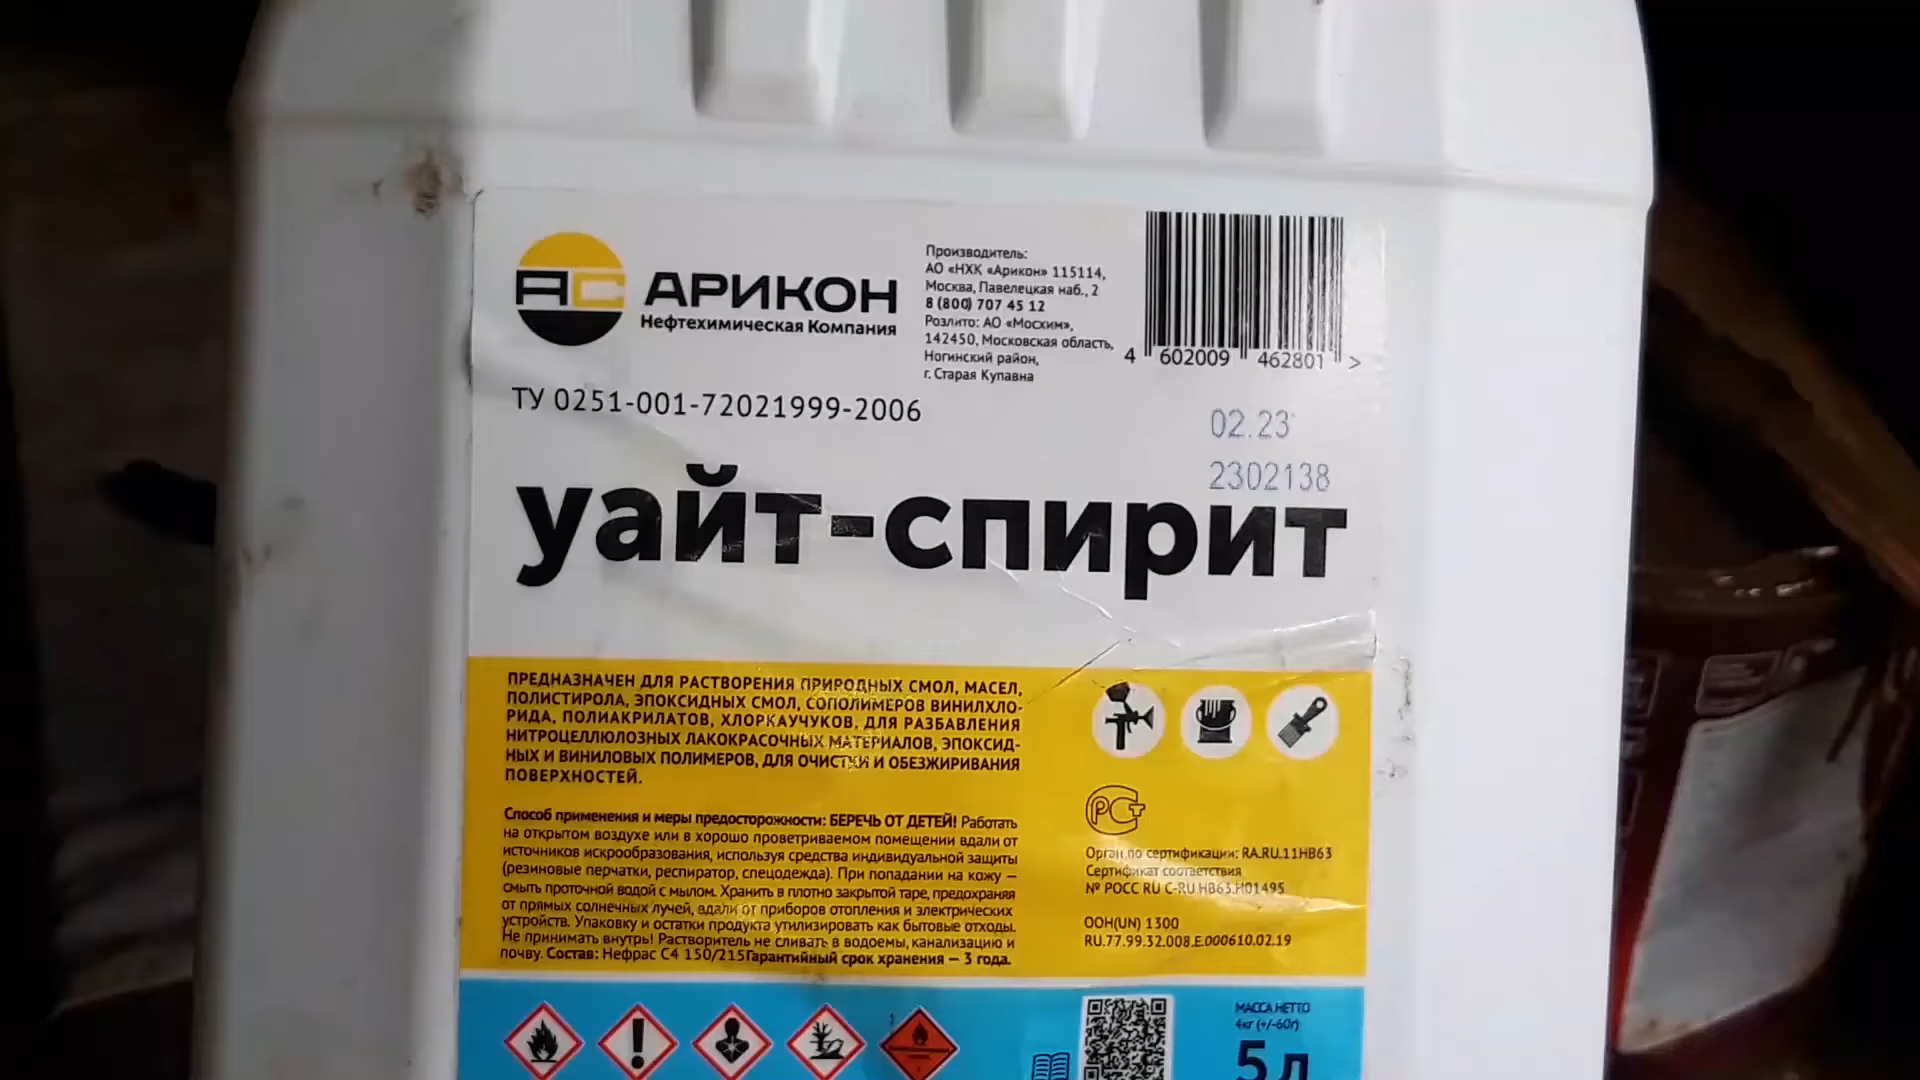 АС АРИКОН
Нефтехимическая Компания
Производитель:
АО «НХК «Арикон» 115114,
Москва, Павелецкая наб., 2
8 (800) 707 45 12
Розлито: АО «Мосхим»,
142450, Московская область,
Ногинский район,
г. Старая Купавна
4 602009 462801 >
ТУ 0251-001-72021999-2006
02.23
2302138
уайт-спирит
ПРЕДНАЗНАЧЕН ДЛЯ РАСТВОРЕНИЯ ПРИРОДНЫХ СМОЛ, МАСЕЛ,
ПОЛИСТИРОЛА, ЭПОКСИДНЫХ СМОЛ, СОПОЛИМЕРОВ ВИНИЛХЛО-
РИДА, ПОЛИАКРИЛАТОВ, ХЛОРКАУЧУКОВ, ДЛЯ РАЗБАВЛЕНИЯ
НИТРОЦЕЛЛЮЛОЗНЫХ ЛАКОКРАСОЧНЫХ МАТЕРИАЛОВ, ЭПОКСИД-
НЫХ И ВИНИЛОВЫХ ПОЛИМЕРОВ, ДЛЯ ОЧИСТКИ И ОБЕЗЖИРИВАНИЯ
ПОВЕРХНОСТЕЙ.
Способ применения и меры предосторожности: БЕРЕЧЬ ОТ ДЕТЕЙ! Работать
на открытом воздухе или в хорошо проветриваемом помещении вдали от
источников искрообразования, используя средства индивидуальной защиты
(резиновые перчатки, респиратор, спецодежда). При попадании на кожу —
смыть проточной водой с мылом. Хранить в плотно закрытой таре, предохраняя
от прямых солнечных лучей, вдали от приборов отопления и электрических
устройств. Упаковку и остатки продукта утилизировать как бытовые отходы.
Не принимать внутрь! Растворитель не сливать в водоемы, канализацию и
почву. Состав: Нефрас С4 150/215Гарантийный срок хранения — 3 года.
РСТ
Орган по сертификации: RA.RU.11НВ63
Сертификат соответствия
№ РОСС RU С-RU.НВ63.Н01495
ООН(UN) 1300
RU.77.99.32.008.Е.000610.02.19
МАССА НЕТТО
4кг (+/-60г)
5 л